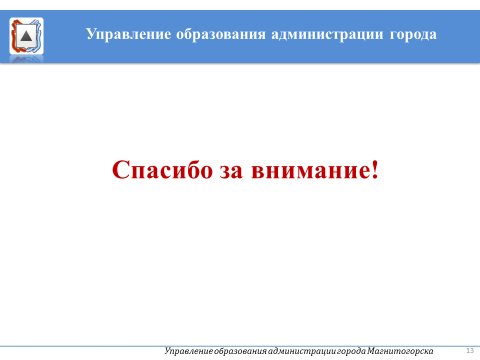 Управление образования администрации города
Спасибо за внимание!
Управление образования администрации города Магнитогорска
13